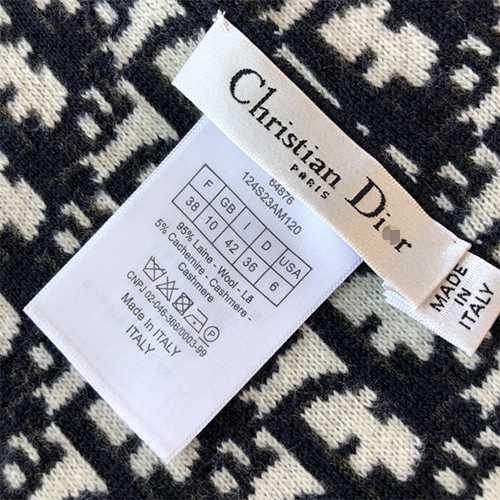 Christian Dior
PARIS
MADE
IN
ITALY
64876
124S23AM120
F GB I D USA
38 10 42 36 6
95% Laine - Wool - Lã
5% Cachemire - Cashmere -
Cashmere -
CNPJ 02-046-366/0003-99
Made In ITALY
ITALY